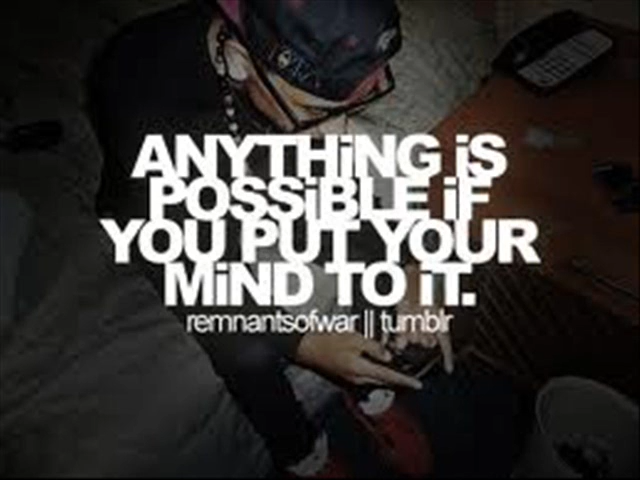 ANYTHiNG iS
POSSiBLE iF
YOU PUT YOUR
MiND TO iT.
remnantsofwar || tumblr